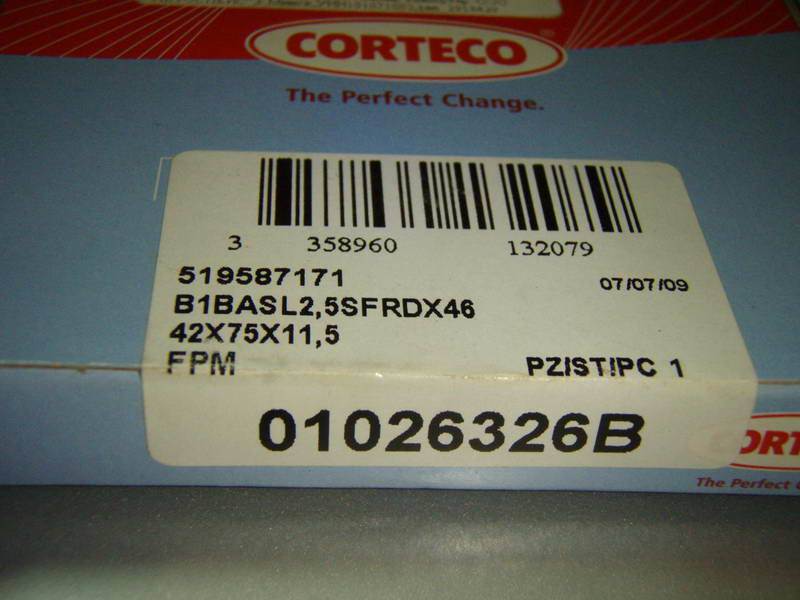 CORTECO
The Perfect Change.
3 358960 132079
519587171
07/07/09
B1BASL2,5SFRDX46
42X75X11,5
FPM
PZ/ST/PC 1
01026326B
CORT
The Perfect